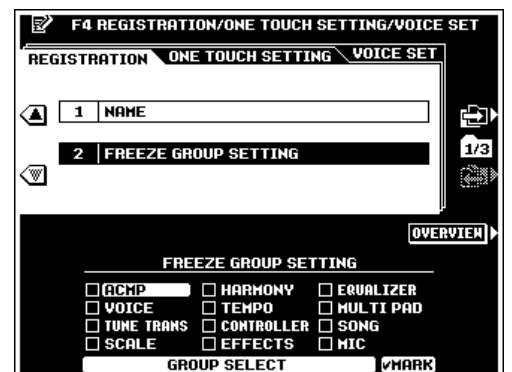 F4 REGISTRATION/ONE TOUCH SETTING/VOICE SET
REGISTRATION ONE TOUCH SETTING VOICE SET
1 NAME
1/3
2 FREEZE GROUP SETTING
OVERVIEW
FREEZE GROUP SETTING
ACMP HARMONY EQUALIZER
VOICE TEMPO MULTI PAD
TUNE TRANS CONTROLLER SONG
SCALE EFFECTS MIC
GROUP SELECT MARK